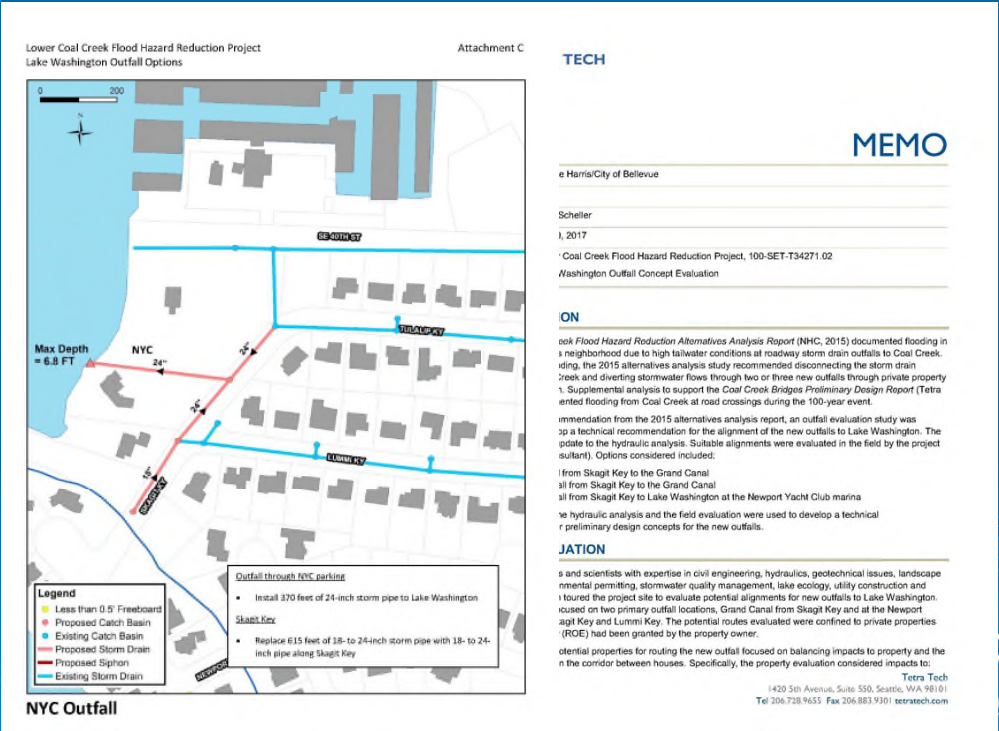 Lower Coal Creek Flood Hazard Reduction Project
Attachment C
Lake Washington Outfall Options
0 200
N
SE 40TH ST
TULALIP KY
Max Depth
= 6.8 FT
NYC
24"
24"
24"
LUMMI KY
18"
SKAGIT KY
Outfall through NYC parking
• Install 370 feet of 24-inch storm pipe to Lake Washington
Skagit Key
• Replace 615 feet of 18- to 24-inch storm pipe with 18- to 24-
inch pipe along Skagit Key
Legend
Less than 0.5' Freeboard
Proposed Catch Basin
Existing Catch Basin
Proposed Storm Drain
Proposed Siphon
Existing Storm Drain
NEWPOR
NYC Outfall
TECH
MEMO
e Harris/City of Bellevue
Scheller
, 2017
Coal Creek Flood Hazard Reduction Project, 100-SET-T34271.02
Washington Outfall Concept Evaluation
ION
eek Flood Hazard Reduction Alternatives Analysis Report (NHC, 2015) documented flooding in
s neighborhood due to high tailwater conditions at roadway storm drain outfalls to Coal Creek.
ding, the 2015 alternatives analysis study recommended disconnecting the storm drain
Creek and diverting stormwater flows through two or three new outfalls through private property
n. Supplemental analysis to support the Coal Creek Bridges Preliminary Design Report (Tetra
ented flooding from Coal Creek at road crossings during the 100-year event.
mmendation from the 2015 alternatives analysis report, an outfall evaluation study was
op a technical recommendation for the alignment of the new outfalls to Lake Washington. The
pdate to the hydraulic analysis. Suitable alignments were evaluated in the field by the project
sultant). Options considered included:
l from Skagit Key to the Grand Canal
all from Skagit Key to the Grand Canal
all from Skagit Key to Lake Washington at the Newport Yacht Club marina
he hydraulic analysis and the field evaluation were used to develop a technical
r preliminary design concepts for the new outfalls.
JATION
s and scientists with expertise in civil engineering, hydraulics, geotechnical issues, landscape
nmental permitting, stormwater quality management, lake ecology, utility construction and
toured the project site to evaluate potential alignments for new outfalls to Lake Washington.
ocused on two primary outfall locations, Grand Canal from Skagit Key and at the Newport
agit Key and Lummi Key. The potential routes evaluated were confined to private properties
(ROE) had been granted by the property owner.
otential properties for routing the new outfall focused on balancing impacts to property and the
n the corridor between houses. Specifically, the property evaluation considered impacts to:
Tetra Tech
1420 5th Avenue, Suite 550, Seattle, WA 98101
Tel 206.728.9655 Fax 206.883.9301 tetratech.com